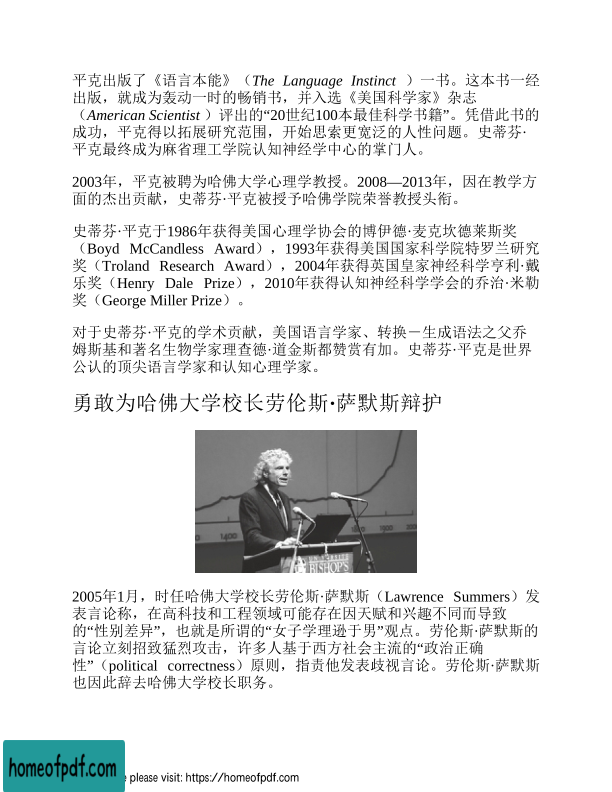 平克出版了《语言本能》（The Language Instinct ）一书。这本书一经
出版，就成为轰动一时的畅销书，并入选《美国科学家》杂志
（American Scientist ）评出的“20世纪100本最佳科学书籍”。凭借此书的
成功，平克得以拓展研究范围，开始思索更宽泛的人性问题。史蒂芬·
平克最终成为麻省理工学院认知神经学中心的掌门人。
2003年，平克被聘为哈佛大学心理学教授。2008—2013年，因在教学方
面的杰出贡献，史蒂芬·平克被授予哈佛学院荣誉教授头衔。
史蒂芬·平克于1986年获得美国心理学协会的博伊德·麦克坎德莱斯奖
（Boyd McCandless Award），1993年获得美国国家科学院特罗兰研究
奖（Troland Research Award），2004年获得英国皇家神经科学亨利·戴
乐奖（Henry Dale Prize），2010年获得认知神经科学学会的乔治·米勒
奖（George Miller Prize）。
对于史蒂芬·平克的学术贡献，美国语言学家、转换－生成语法之父乔
姆斯基和著名生物学家理查德·道金斯都赞赏有加。史蒂芬·平克是世界
公认的顶尖语言学家和认知心理学家。
勇敢为哈佛大学校长劳伦斯·萨默斯辩护
1400
BISHOP'S
2005年1月，时任哈佛大学校长劳伦斯·萨默斯（Lawrence Summers）发
表言论称，在高科技和工程领域可能存在因天赋和兴趣不同而导致
的“性别差异”，也就是所谓的“女子学理逊于男”观点。劳伦斯·萨默斯的
言论立刻招致猛烈攻击，许多人基于西方社会主流的“政治正确
性”（political correctness）原则，指责他发表歧视言论。劳伦斯·萨默斯
也因此辞去哈佛大学校长职务。
homeofpdf.com
e please visit: https://homeofpdf.com